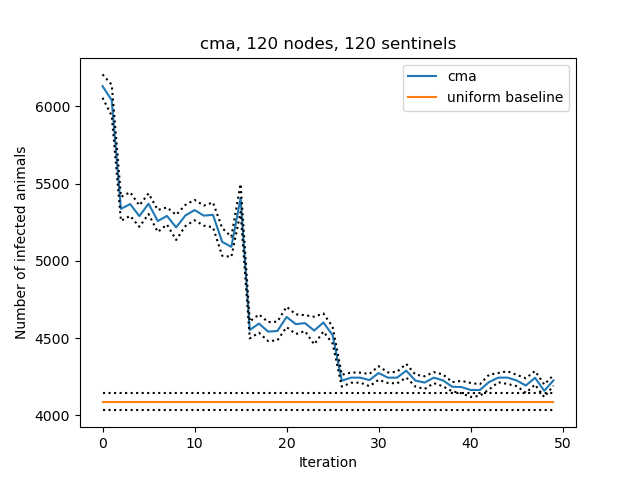 cma, 120 nodes, 120 sentinels
cma
uniform baseline
Number of infected animals
6000
5500
5000
4500
4000
0
10
20
30
40
50
Iteration